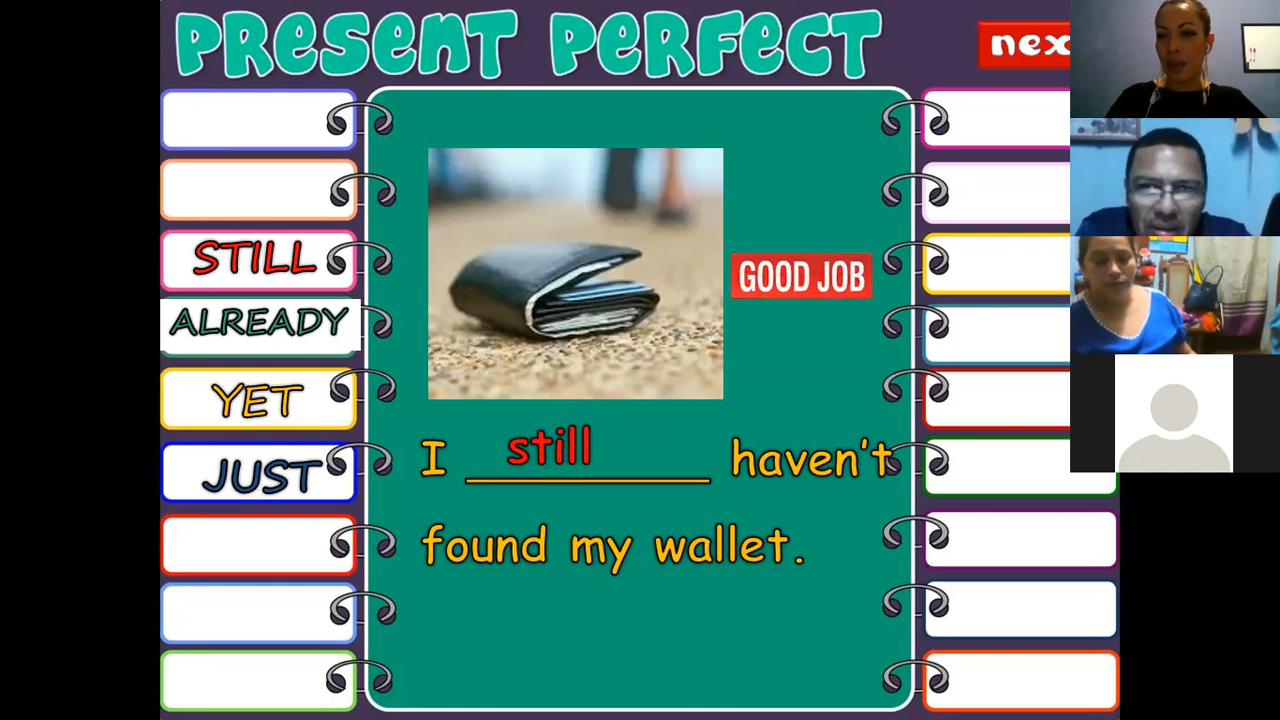 PRESENT PERFECT
nex
STILL
ALREADY
YET
JUST
GOOD JOB
I still haven't
found my wallet.